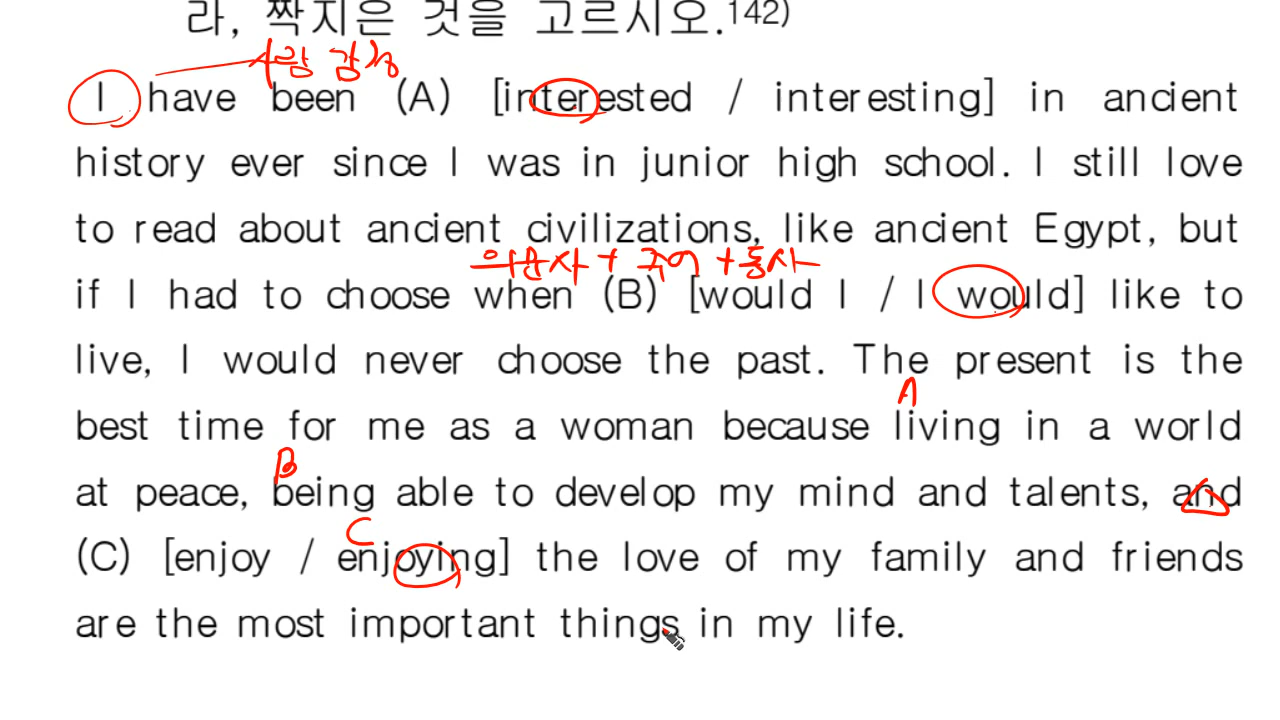 라, 짝지은 것을 고르시오.142)
사람 감정
I have been (A) [interested / interesting] in ancient
history ever since I was in junior high school. I still love
to read about ancient civilizations, like ancient Egypt, but
의문사 + 주어 + 동사
if I had to choose when (B) [would I / I would] like to
live, I would never choose the past. The present is the
A
best time for me as a woman because living in a world
B
at peace, being able to develop my mind and talents, and
C
(C) [enjoy / enjoying] the love of my family and friends
are the most important things in my life.